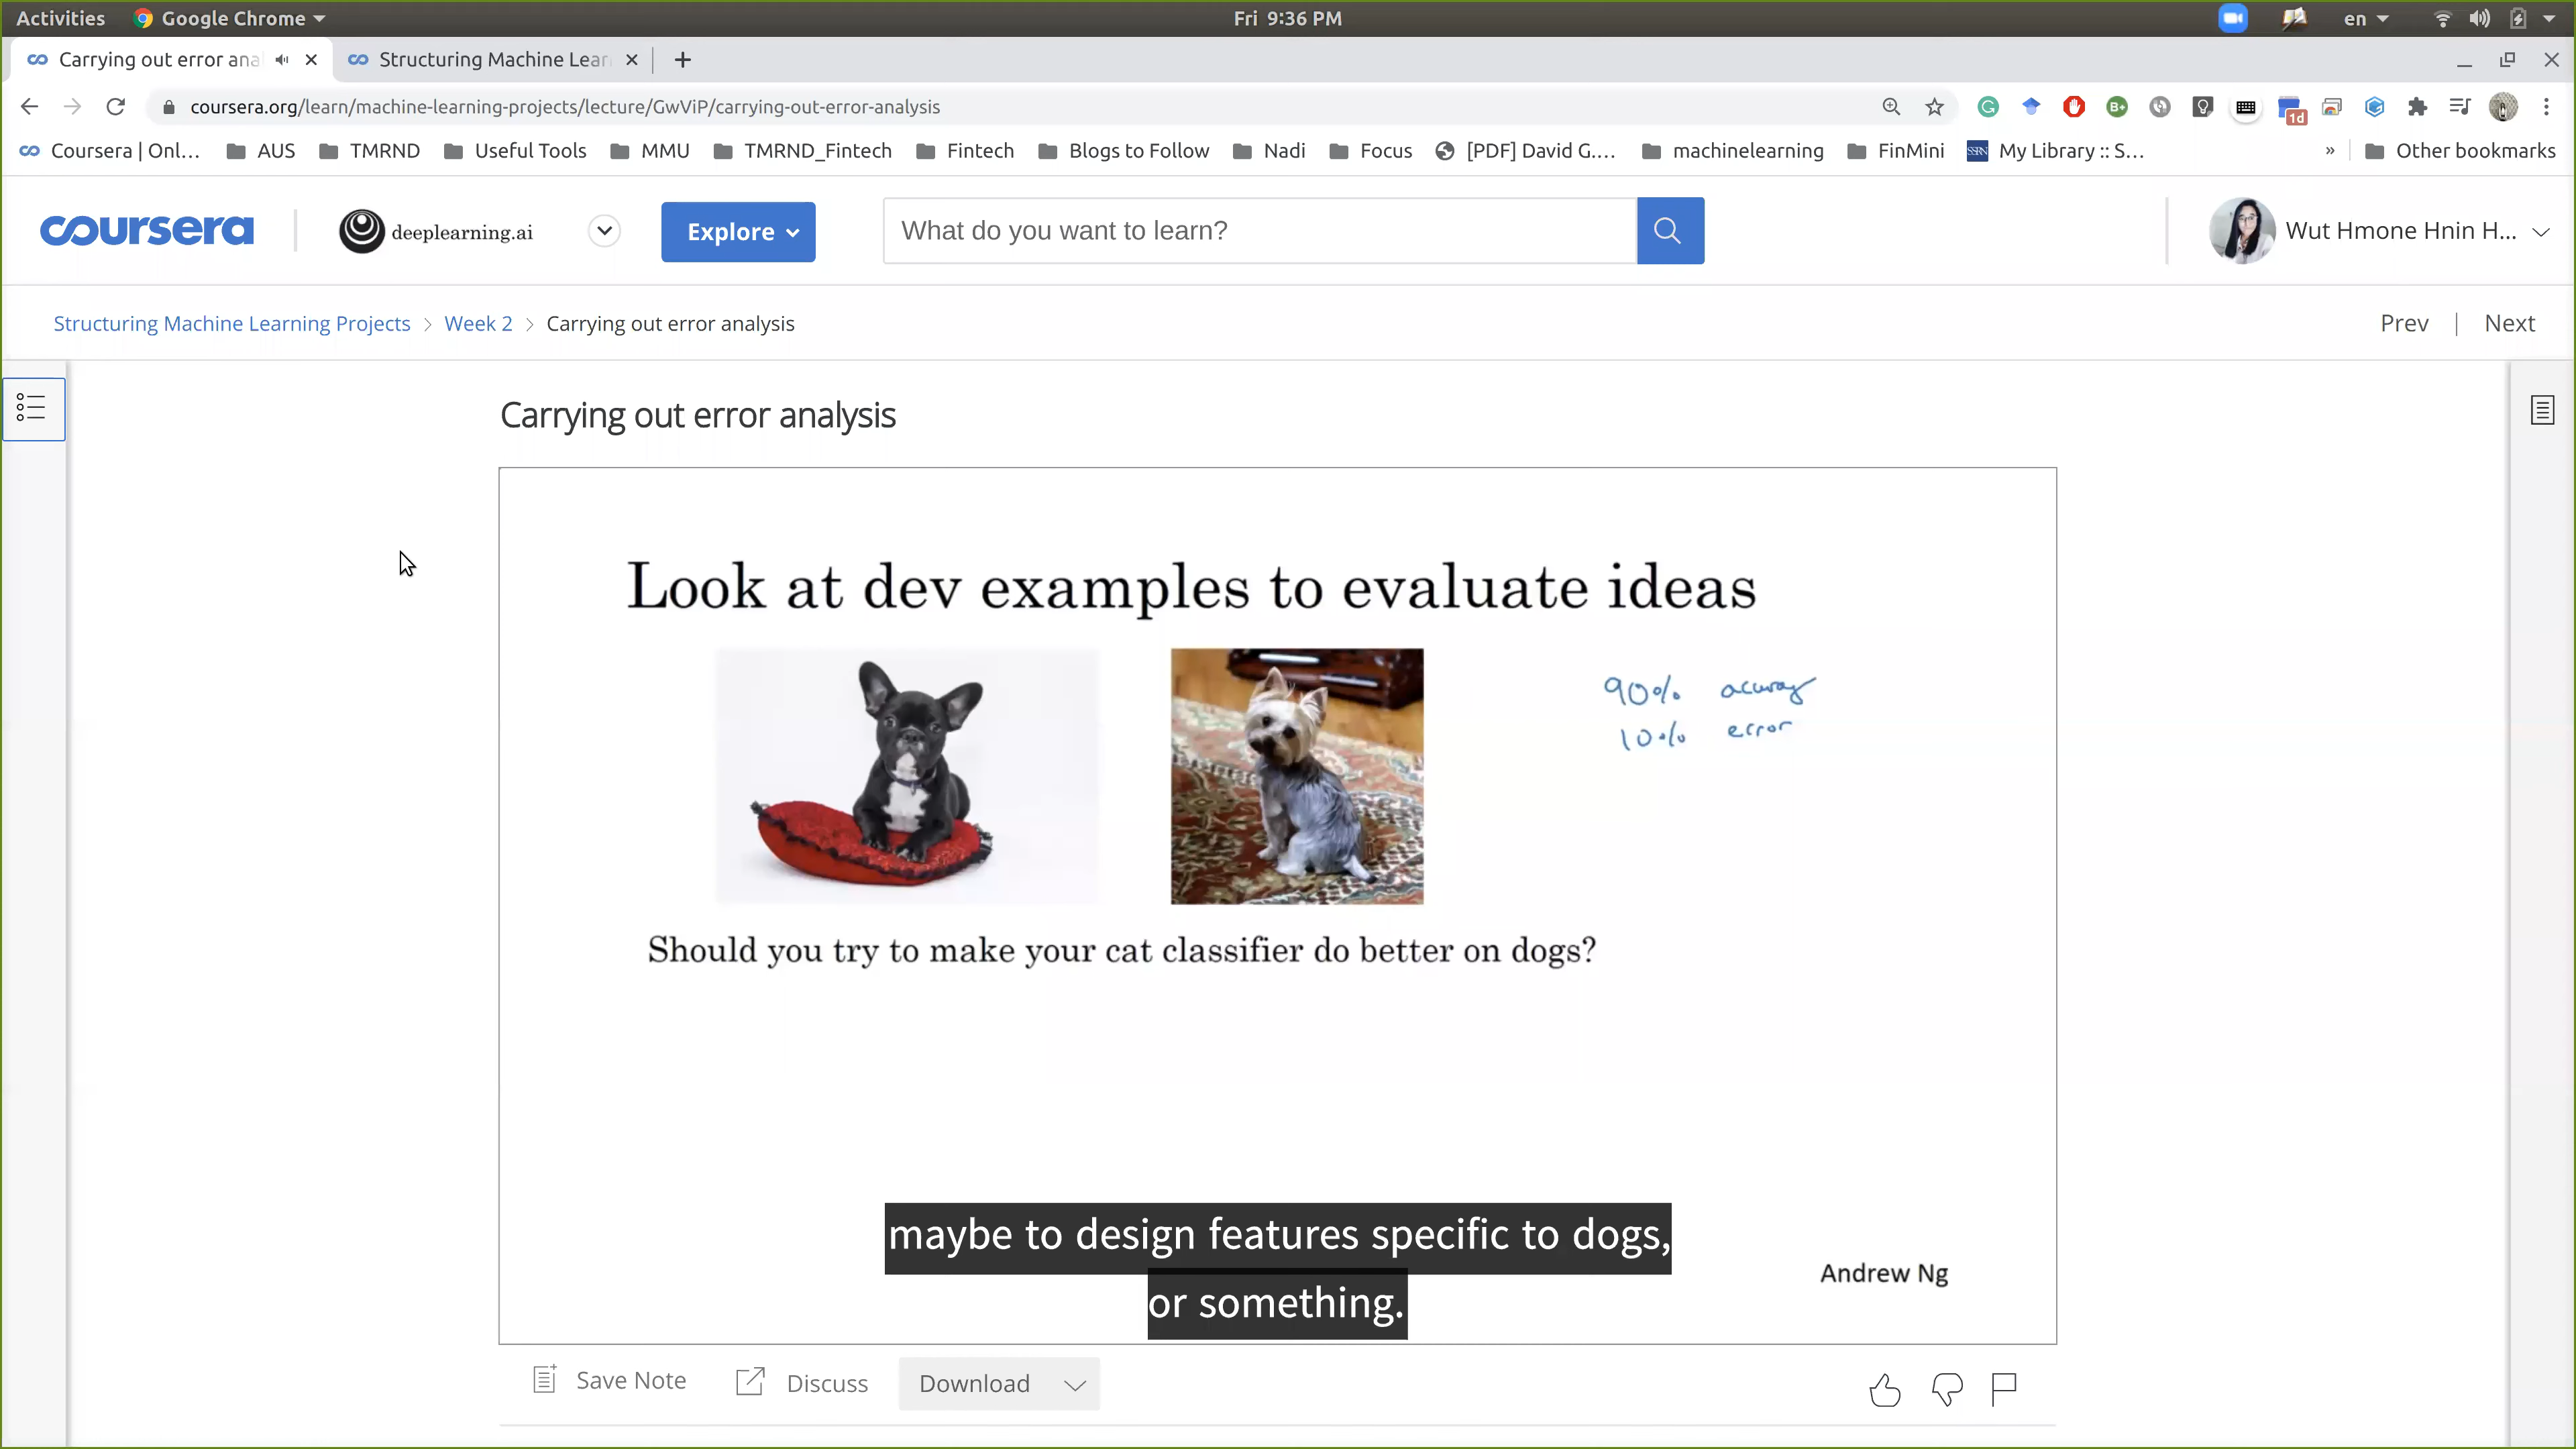 Activities Google Chrome Fri 9:36 PM en
Carrying out error ana Structuring Machine Lear
coursera.org/learn/machine-learning-projects/lecture/GwViP/carrying-out-error-analysis
1d
Coursera | Onl... AUS TMRND Useful Tools MMU TMRND_Fintech Fintech Blogs to Follow Nadi Focus [PDF] David G.... machinelearning FinMini SSRN My Library :: S... » Other bookmarks
coursera deeplearning.ai Explore What do you want to learn? Wut Hmone Hnin H...
Structuring Machine Learning Projects > Week 2 > Carrying out error analysis Prev | Next
Carrying out error analysis
Look at dev examples to evaluate ideas
90% accuracy
10% error
Should you try to make your cat classifier do better on dogs?
maybe to design features specific to dogs,
or something.
Andrew Ng
Save Note Discuss Download